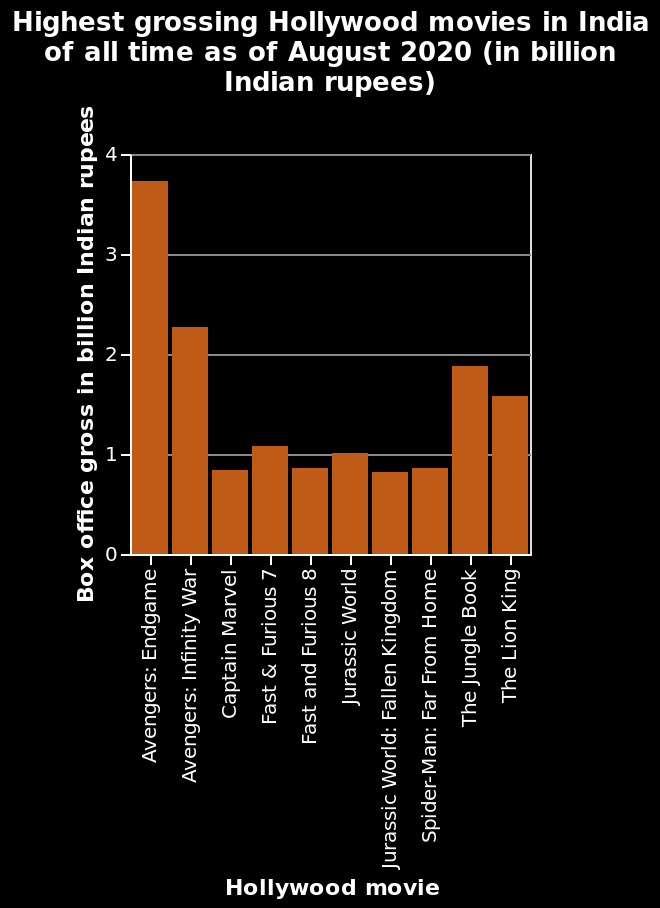 Highest grossing Hollywood movies in India
of all time as of August 2020 (in billion
Indian rupees)
Box office gross in billion Indian rupees
4
3
2
1
0
Avengers: Endgame
Avengers: Infinity War
Captain Marvel
Fast & Furious 7
Fast and Furious 8
Jurassic World
Jurassic World: Fallen Kingdom
Spider-Man: Far From Home
The Jungle Book
The Lion King
Hollywood movie